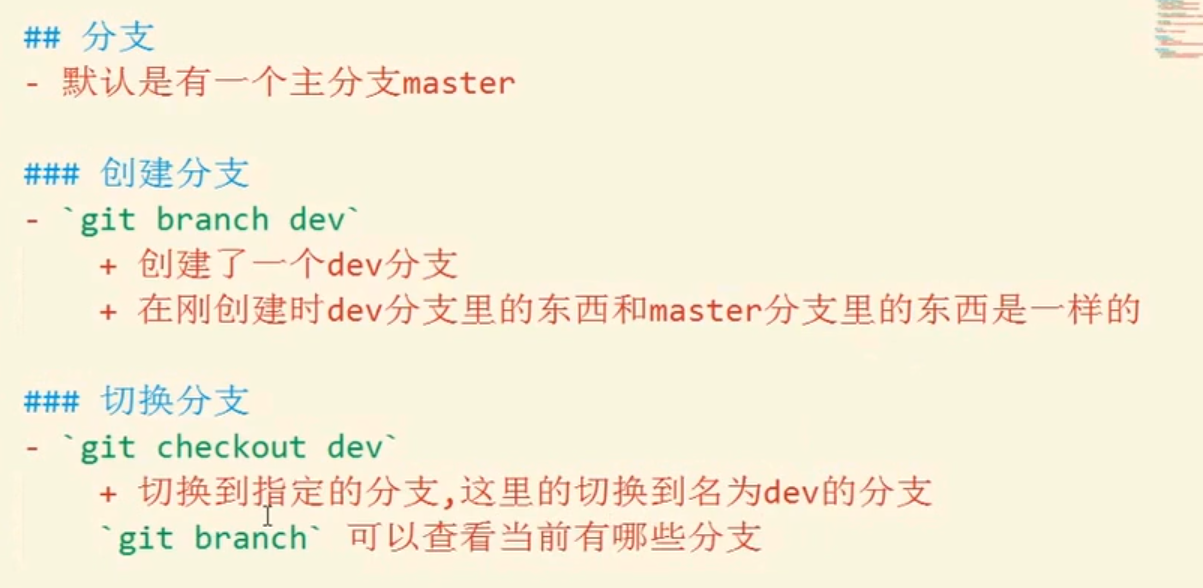 ## 分支
- 默认是有一个主分支master
### 创建分支
- `git branch dev`
+ 创建了一个dev分支
+ 在刚创建时dev分支里的东西和master分支里的东西是一样的
### 切换分支
- `git checkout dev`
+ 切换到指定的分支,这里的切换到名为dev的分支
`git branch` 可以查看当前有哪些分支